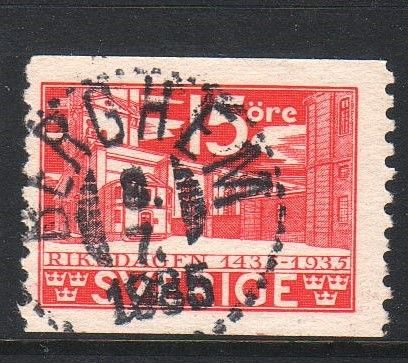 15 öre
BERGHEM
9.
7.
1935
RIKSDAGEN 1435-1935
SVERIGE